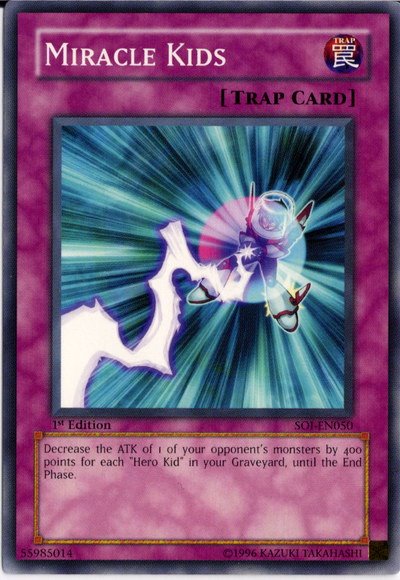 Miracle Kids
TRAP
罠
[Trap Card]
1st Edition
SOI-EN050
Decrease the ATK of 1 of your opponent's monsters by 400
points for each "Hero Kid" in your Graveyard, until the End
Phase.
55985014
©1996 KAZUKI TAKAHASHI